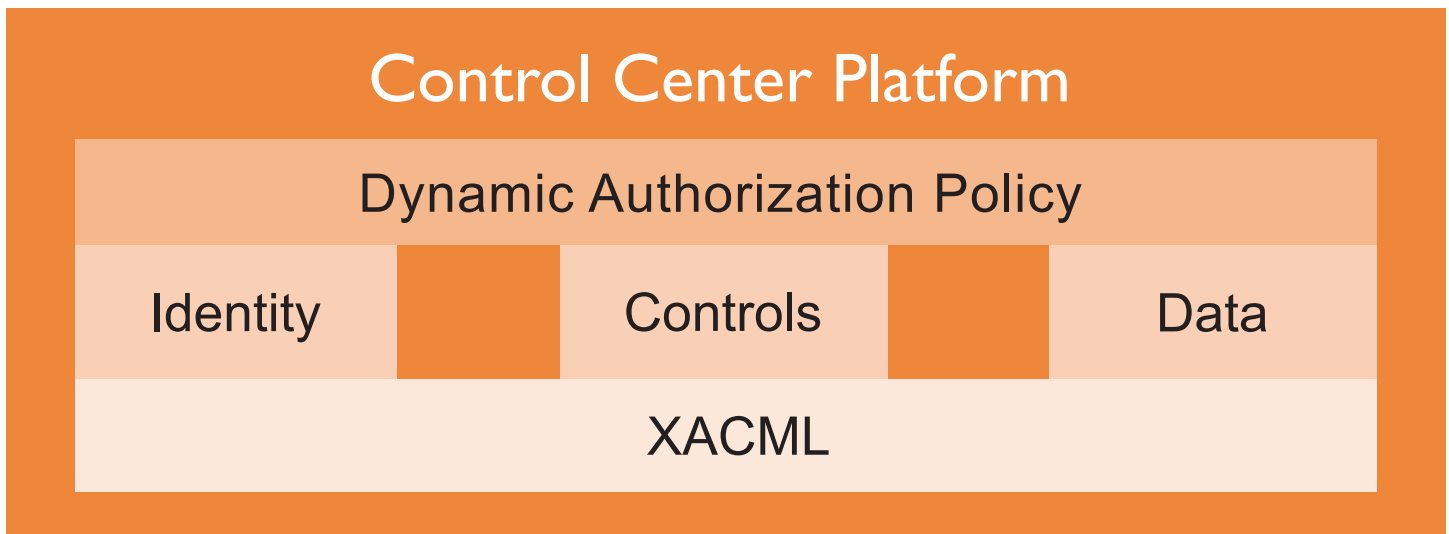 Control Center Platform
Dynamic Authorization Policy
Identity
Controls
Data
XACML